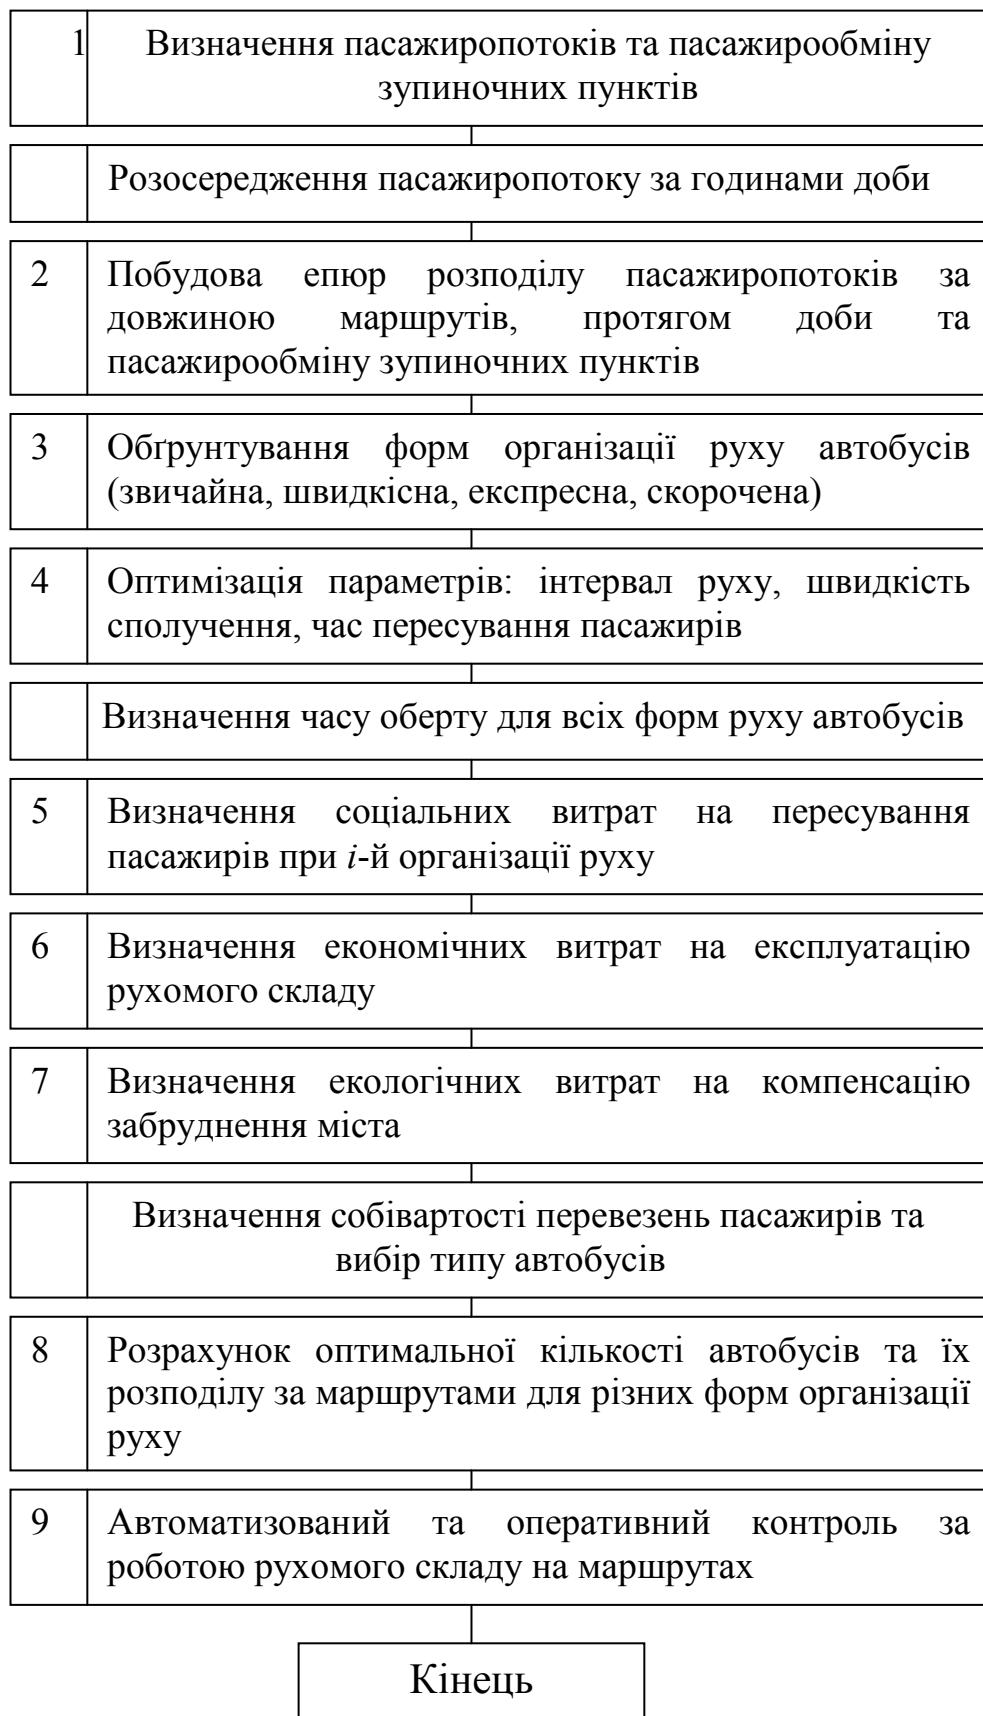 1 Визначення пасажиропотоків та пасажирообміну
зупиночних пунктів
Розосередження пасажиропотоку за годинами доби
2 Побудова епюр розподілу пасажиропотоків за
довжиною маршрутів, протягом доби та
пасажирообміну зупиночних пунктів
3 Обґрунтування форм організації руху автобусів
(звичайна, швидкісна, експресна, скорочена)
4 Оптимізація параметрів: інтервал руху, швидкість
сполучення, час пересування пасажирів
Визначення часу оберту для всіх форм руху автобусів
5 Визначення соціальних витрат на пересування
пасажирів при i-й організації руху
6 Визначення економічних витрат на експлуатацію
рухомого складу
7 Визначення екологічних витрат на компенсацію
забруднення міста
Визначення собівартості перевезень пасажирів та
вибір типу автобусів
8 Розрахунок оптимальної кількості автобусів та їх
розподілу за маршрутами для різних форм організації
руху
9 Автоматизований та оперативний контроль за
роботою рухомого складу на маршрутах
Кінець